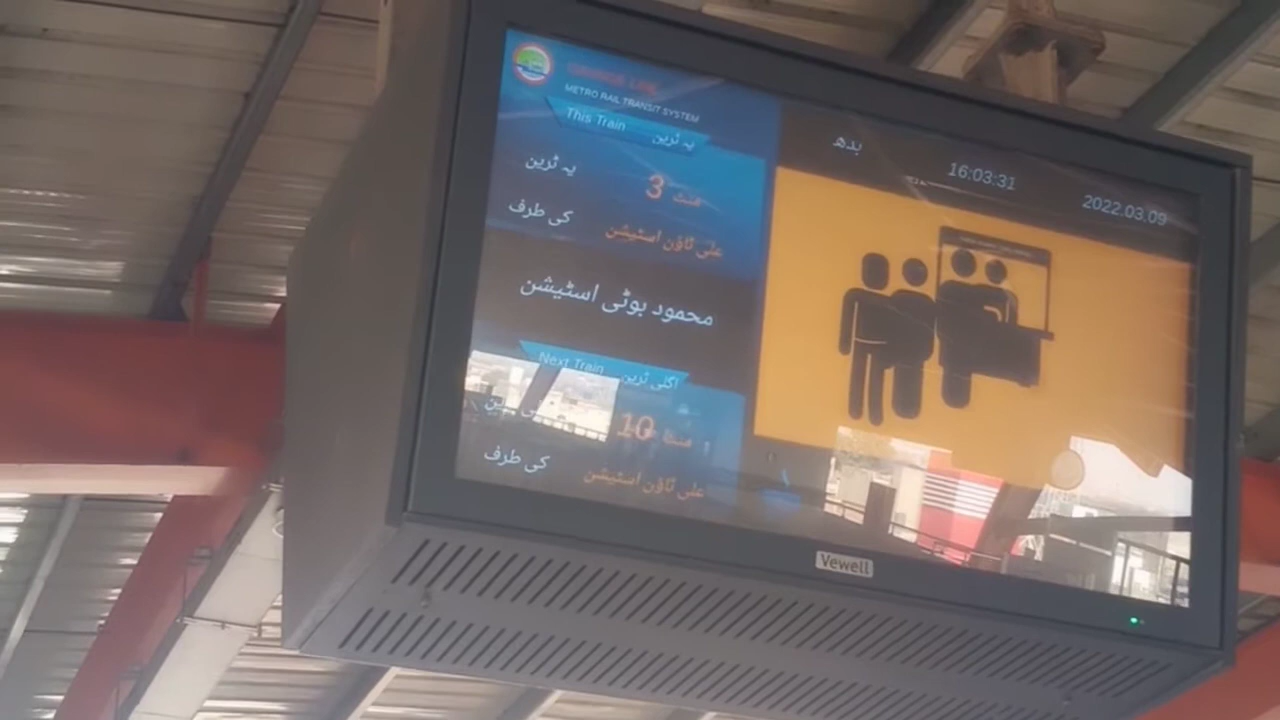 ORANGE LINE
METRO RAIL TRANSIT SYSTEM
This Train یہ ٹرین
یہ ٹرین 3 منٹ
کی طرف علی ٹاؤن اسٹیشن
محمود بوٹی اسٹیشن
Next Train اگلی ٹرین
10 منٹ
کی طرف علی ٹاؤن اسٹیشن
بدھ 16:03:31 2022.03.09
Vewell